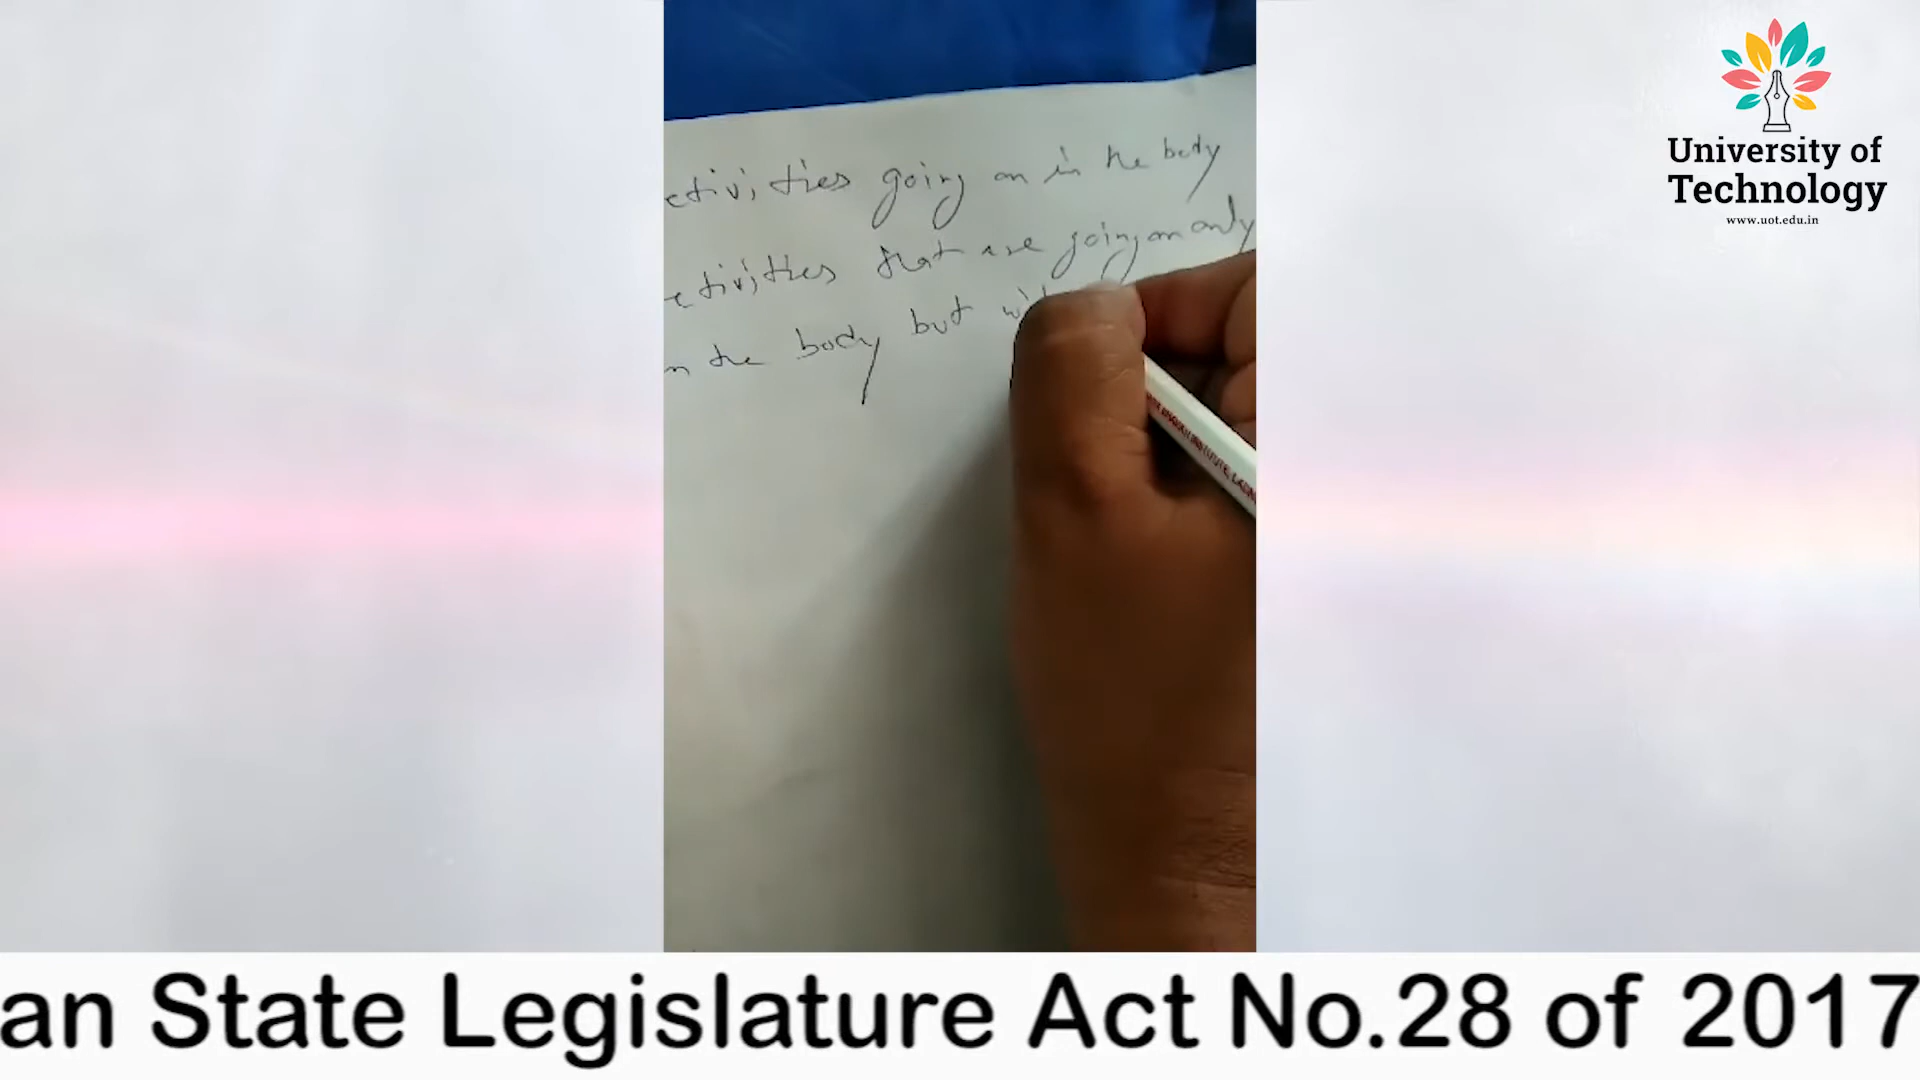 ctivities going on in the body
ctivities that are going on only
n the body but
University of
Technology
www.uot.edu.in
an State Legislature Act No.28 of 2017